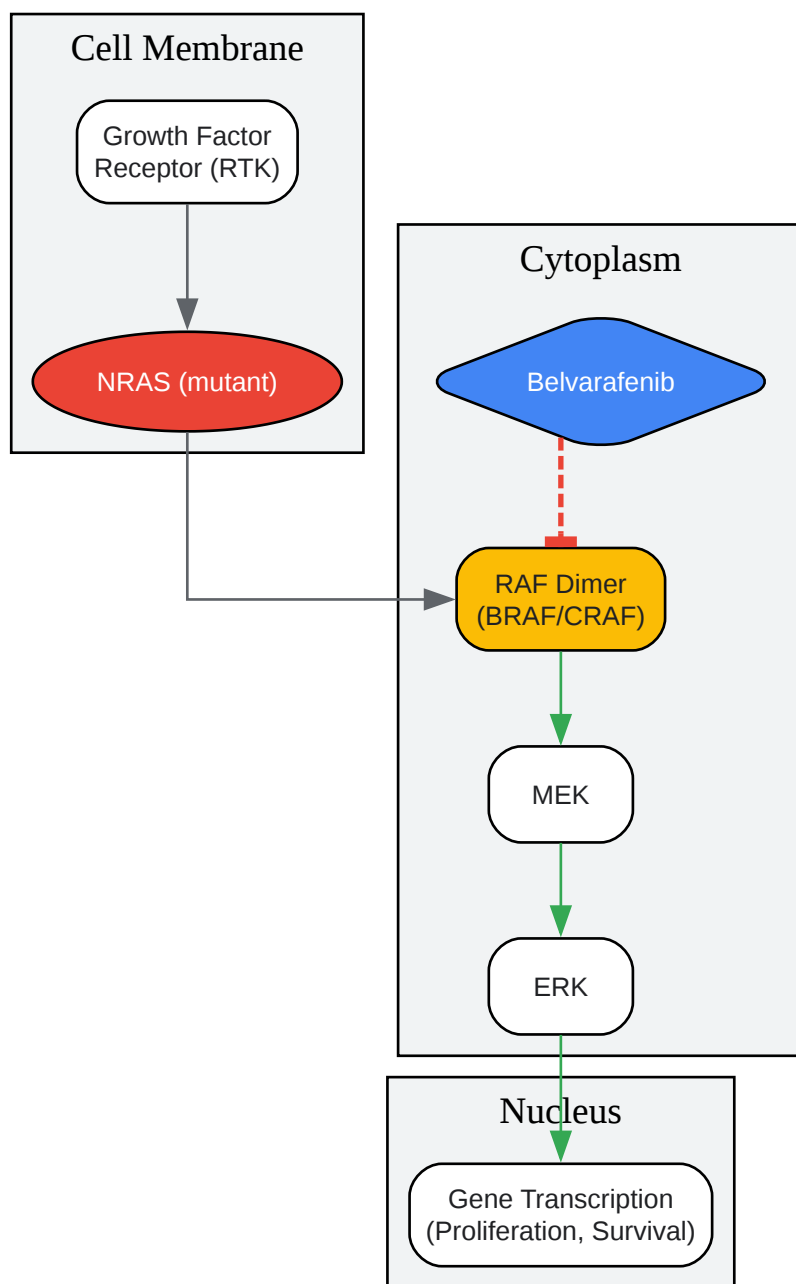 Cell Membrane
Growth Factor
Receptor (RTK)
NRAS (mutant)
Cytoplasm
Belvarafenib
RAF Dimer
(BRAF/CRAF)
MEK
ERK
Nucleus
Gene Transcription
(Proliferation, Survival)